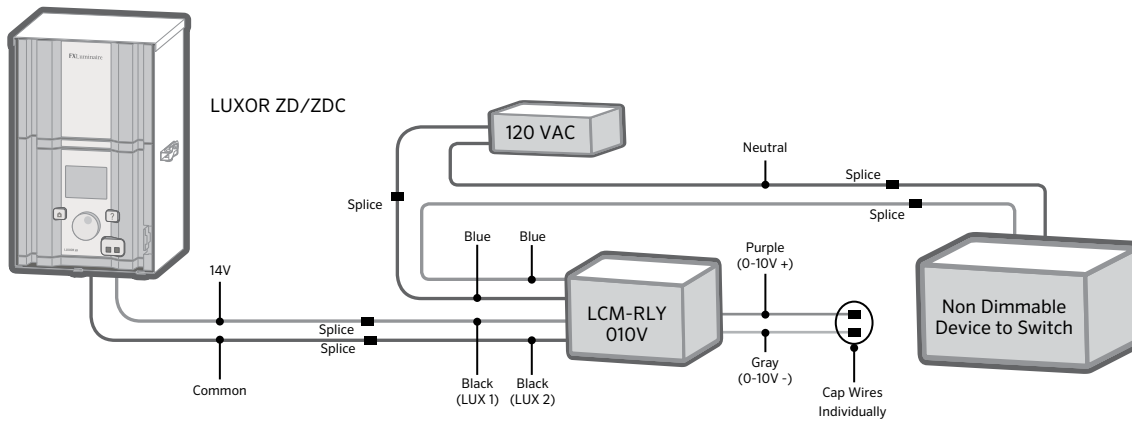 FXLuminaire
LUXOR ZD/ZDC
120 VAC
Neutral
Splice
Splice
Splice
Blue
Blue
Purple
(0-10V +)
14V
LCM-RLY
010V
Non Dimmable
Device to Switch
Splice
Splice
Common
Black
(LUX 1)
Black
(LUX 2)
Gray
(0-10V -)
Cap Wires
Individually
?